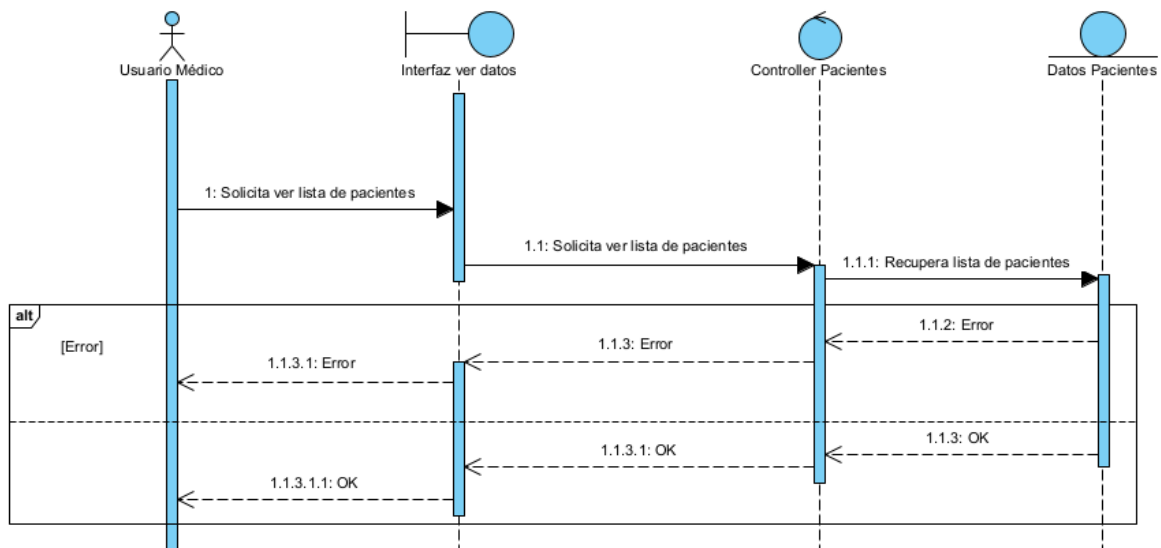 Usuario Médico
Interfaz ver datos
Controller Pacientes
Datos Pacientes
1: Solicita ver lista de pacientes
1.1: Solicita ver lista de pacientes
1.1.1: Recupera lista de pacientes
alt
[Error]
1.1.2: Error
1.1.3: Error
1.1.3.1: Error
1.1.3: OK
1.1.3.1: OK
1.1.3.1.1: OK